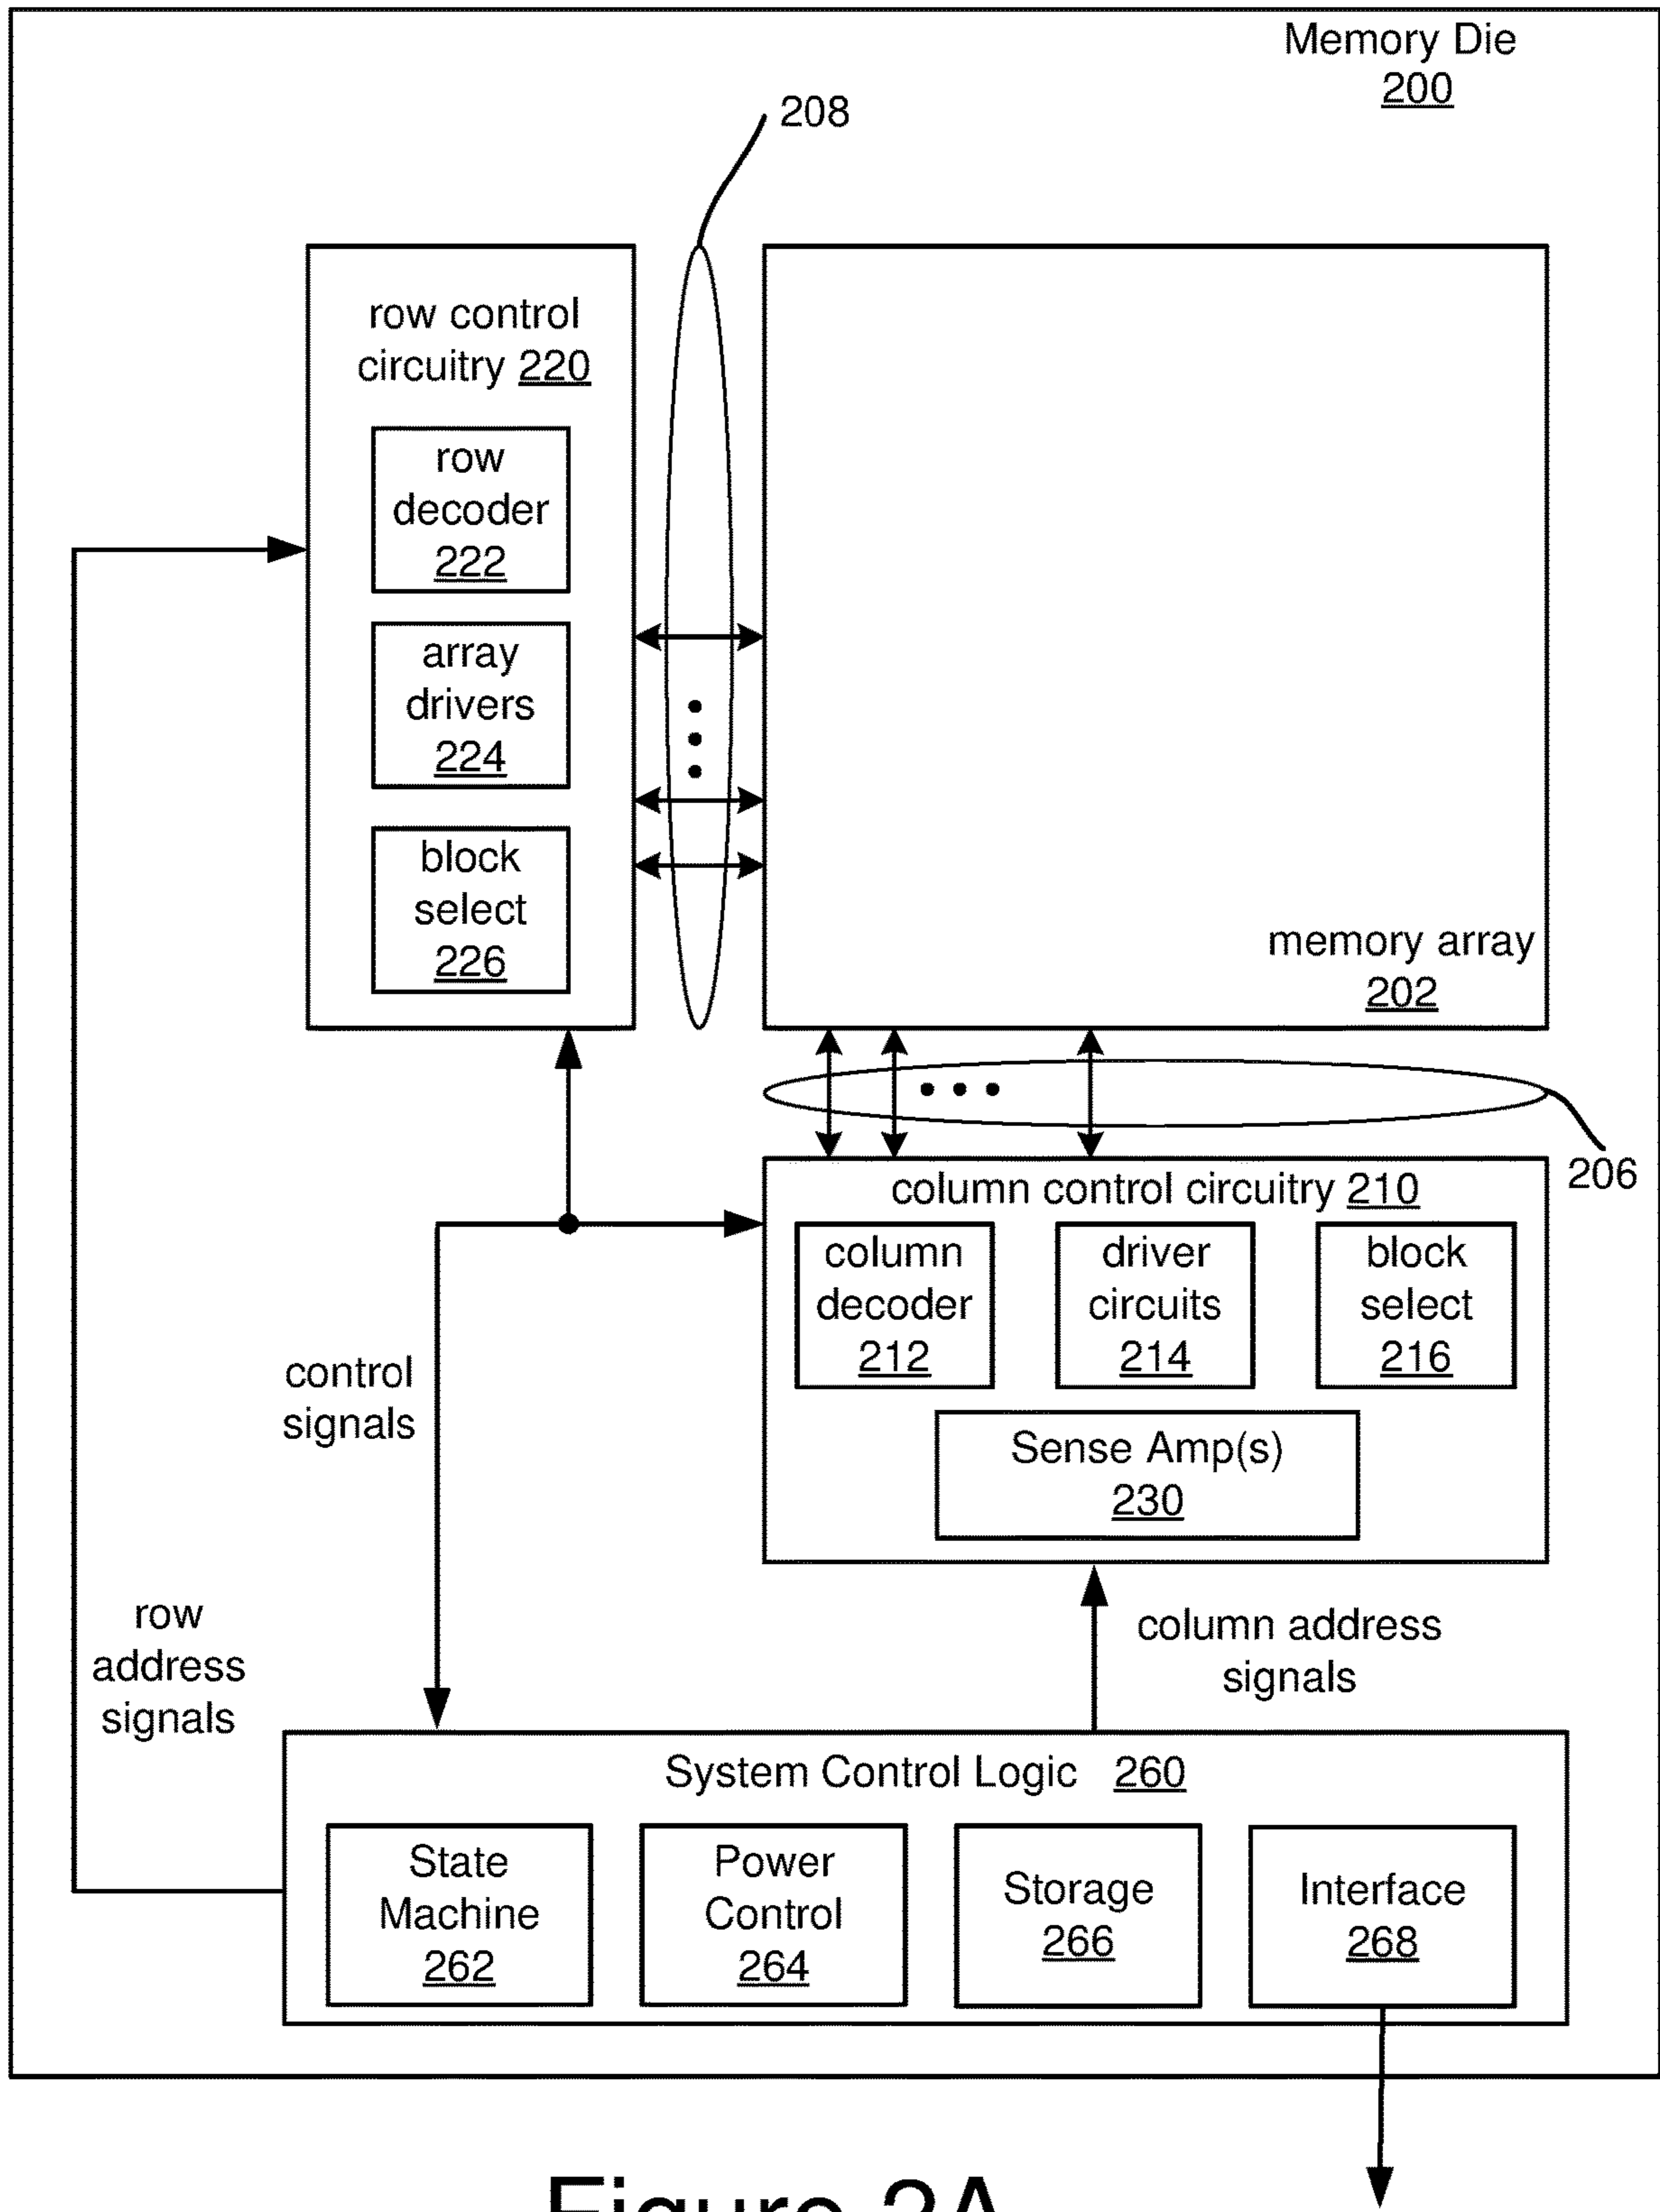 Memory Die
200
208
row control
circuitry 220
row
decoder
222
array
drivers
224
block
select
226
memory array
202
206
column control circuitry 210
column
decoder
212
driver
circuits
214
block
select
216
Sense Amp(s)
230
control
signals
row
address
signals
column address
signals
System Control Logic 260
State
Machine
262
Power
Control
264
Storage
266
Interface
268
Figure 2A